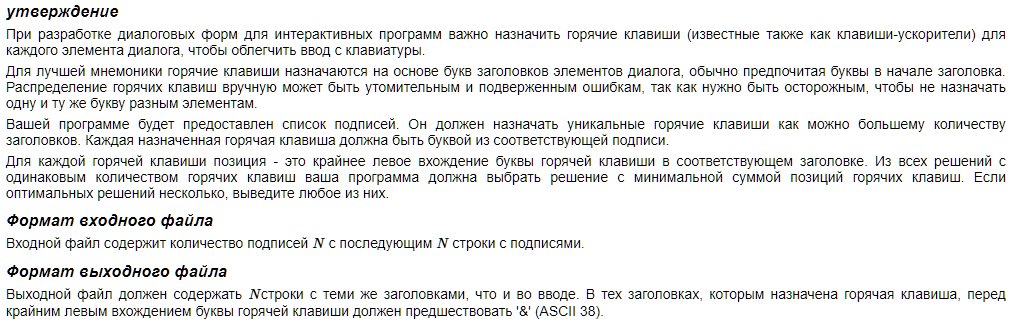 утверждение
При разработке диалоговых форм для интерактивных программ важно назначить горячие клавиши (известные также как клавиши-ускорители) для
каждого элемента диалога, чтобы облегчить ввод с клавиатуры.
Для лучшей мнемоники горячие клавиши назначаются на основе букв заголовков элементов диалога, обычно предпочитая буквы в начале заголовка.
Распределение горячих клавиш вручную может быть утомительным и подверженным ошибкам, так как нужно быть осторожным, чтобы не назначать
одну и ту же букву разным элементам.
Вашей программе будет предоставлен список подписей. Он должен назначать уникальные горячие клавиши как можно большему количеству
заголовков. Каждая назначенная горячая клавиша должна быть буквой из соответствующей подписи.
Для каждой горячей клавиши позиция - это крайнее левое вхождение буквы горячей клавиши в соответствующем заголовке. Из всех решений с
одинаковым количеством горячих клавиш ваша программа должна выбрать решение с минимальной суммой позиций горячих клавиш. Если
оптимальных решений несколько, выведите любое из них.
Формат входного файла
Входной файл содержит количество подписей N с последующим N строки с подписями.
Формат выходного файла
Выходной файл должен содержать Nстроки с теми же заголовками, что и во вводе. В тех заголовках, которым назначена горячая клавиша, перед
крайним левым вхождением буквы горячей клавиши должен предшествовать '&' (ASCII 38).